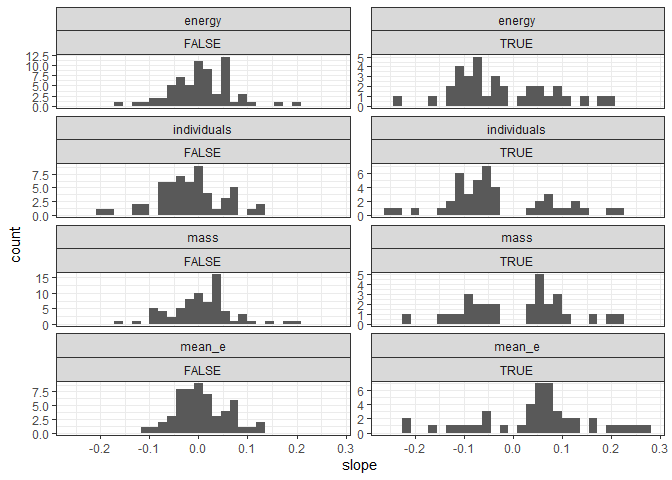 energy energy
FALSE TRUE
12.5 5
10.0 4
7.5 3
5.0 2
2.5 1
0.0 0
individuals individuals
FALSE TRUE
7.5 6
5.0 4
2.5 2
0.0 0
mass mass
FALSE TRUE
15 5
10 4
5 3
0 2
1
0
mean_e mean_e
FALSE TRUE
7.5 6
5.0 4
2.5 2
0.0 0
-0.2 -0.1 0.0 0.1 0.2 0.3 -0.2 -0.1 0.0 0.1 0.2 0.3
slope
count